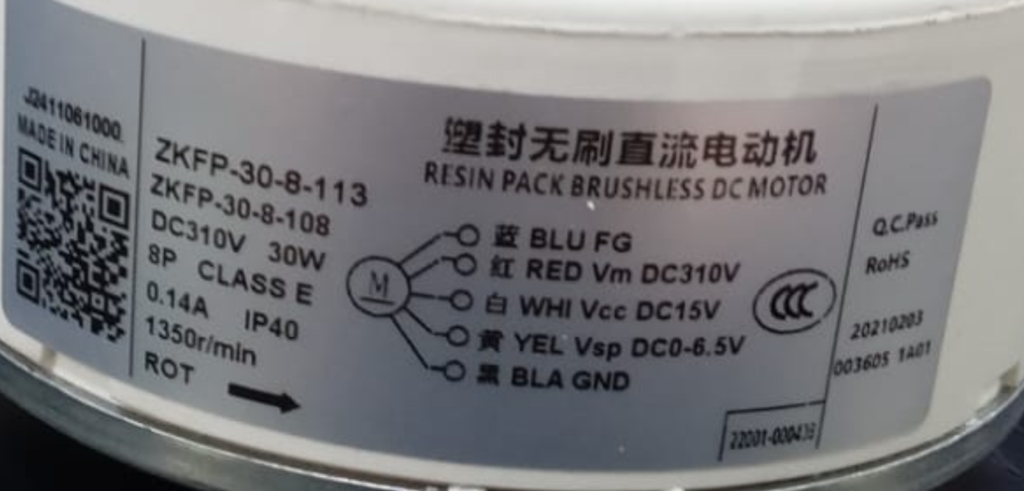 J2411061000
MADE IN CHINA
ZKFP-30-8-113
ZKFP-30-8-108
DC310V 30W
8P CLASS E
0.14A IP40
1350r/min
ROT
塑封无刷直流电动机
RESIN PACK BRUSHLESS DC MOTOR
M
蓝 BLU FG
红 RED Vm DC310V
白 WHI Vcc DC15V
黄 YEL Vsp DC0-6.5V
黑 BLA GND
CCC
Q.C.Pass
RoHS
20210203
003605 1A01